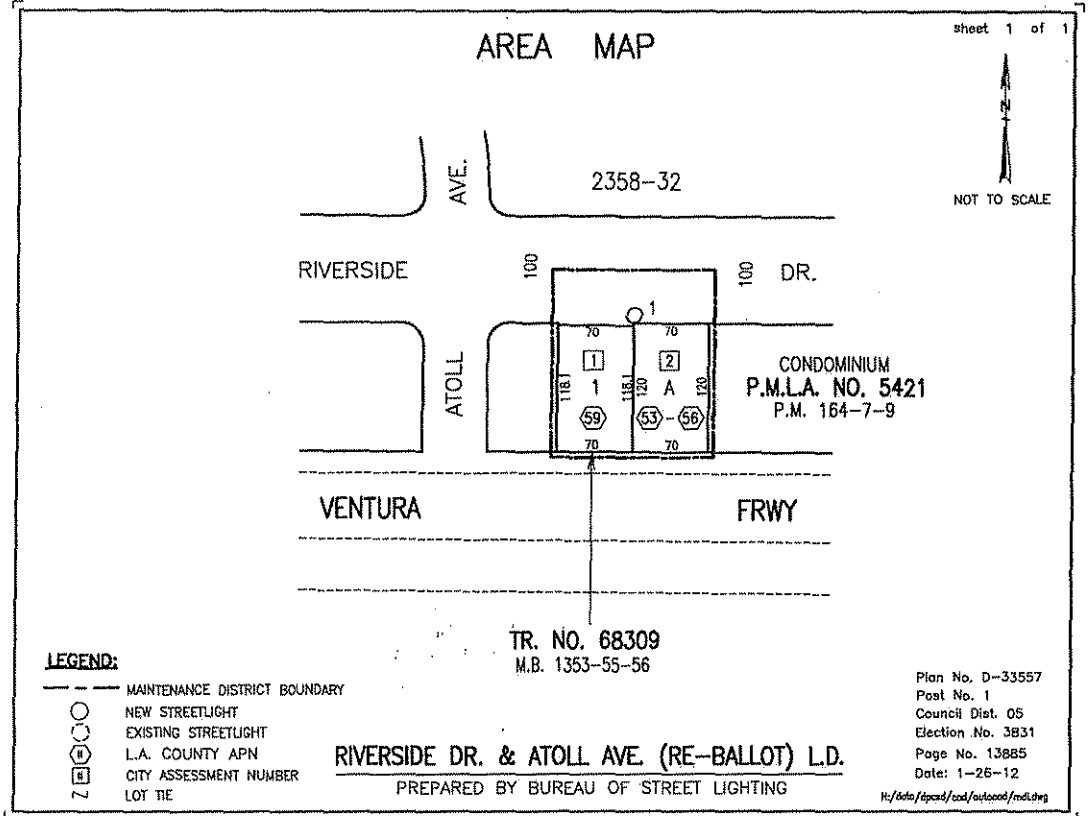 sheet 1 of 1
AREA MAP
N
NOT TO SCALE
AVE.
2358-32
RIVERSIDE
100
100
DR.
1
70
70
1
2
ATOLL
118.1
1
118.1
120
A
120
59
53 - 56
70
70
CONDOMINIUM
P.M.L.A. NO. 5421
P.M. 164-7-9
VENTURA
FRWY
TR. NO. 68309
M.B. 1353-55-56
LEGEND:
MAINTENANCE DISTRICT BOUNDARY
NEW STREETLIGHT
EXISTING STREETLIGHT
# L.A. COUNTY APN
# CITY ASSESSMENT NUMBER
Z LOT TIE
RIVERSIDE DR. & ATOLL AVE. (RE-BALLOT) L.D.
PREPARED BY BUREAU OF STREET LIGHTING
Plan No. D-33557
Post No. 1
Council Dist. 05
Election No. 3831
Page No. 13885
Date: 1-26-12